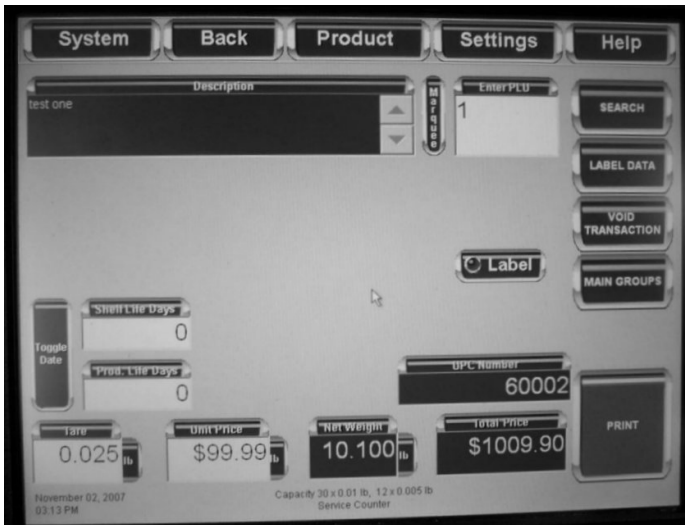 System Back Product Settings Help
Description
Marquee
Enter PLU
test one
1
SEARCH
LABEL DATA
VOID
TRANSACTION
Label
MAIN GROUPS
Shelf Life Days
0
Toggle
Date
Prod. Life Days
0
UPC Number
60002
Tare
0.025 lb
Unit Price
$99.99 lb
Net Weight
10.100 lb
Total Price
$1009.90
PRINT
November 02, 2007
03:13 PM
Capacity 30 x 0.01 lb, 12 x 0.005 lb
Service Counter